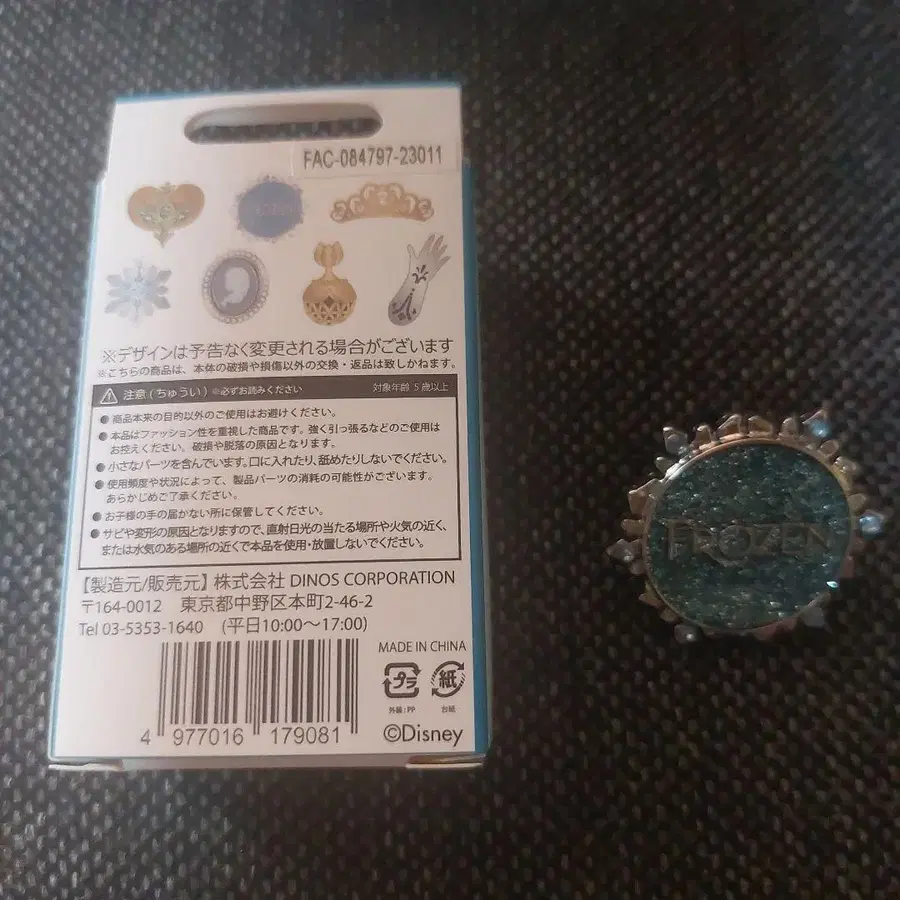 FAC-084797-23011
※デザインは予告なく変更される場合がございます
※こちらの商品は、本体の破損や損傷以外の交換・返品は致しかねます。
注意(ちゅうい) ※必ずお読みください 対象年齢 5歳以上
●商品本来の目的以外のご使用はお避けください。
●本品はファッション性を重視した商品です。強く引っ張るなどのご使用は
お控えください。破損や脱落の原因となります。
●小さなパーツを含んでいます。口に入れたり、舐めたりしないでください。
●使用頻度や状況によって、製品パーツの消耗の可能性がございます。
あらかじめご了承ください。
●お子様の手の届かない所に保管してください。
●サビや変形の原因となりますので、直射日光の当たる場所や火気の近く、
または水気のある場所の近くで本品を使用・放置しないでください。
【製造元/販売元】株式会社 DINOS CORPORATION
〒164-0012 東京都中野区本町2-46-2
Tel 03-5353-1640 (平日10:00〜17:00)
MADE IN CHINA
プラ 紙
外装:PP 台紙
4 977016 179081
©Disney
FROZEN